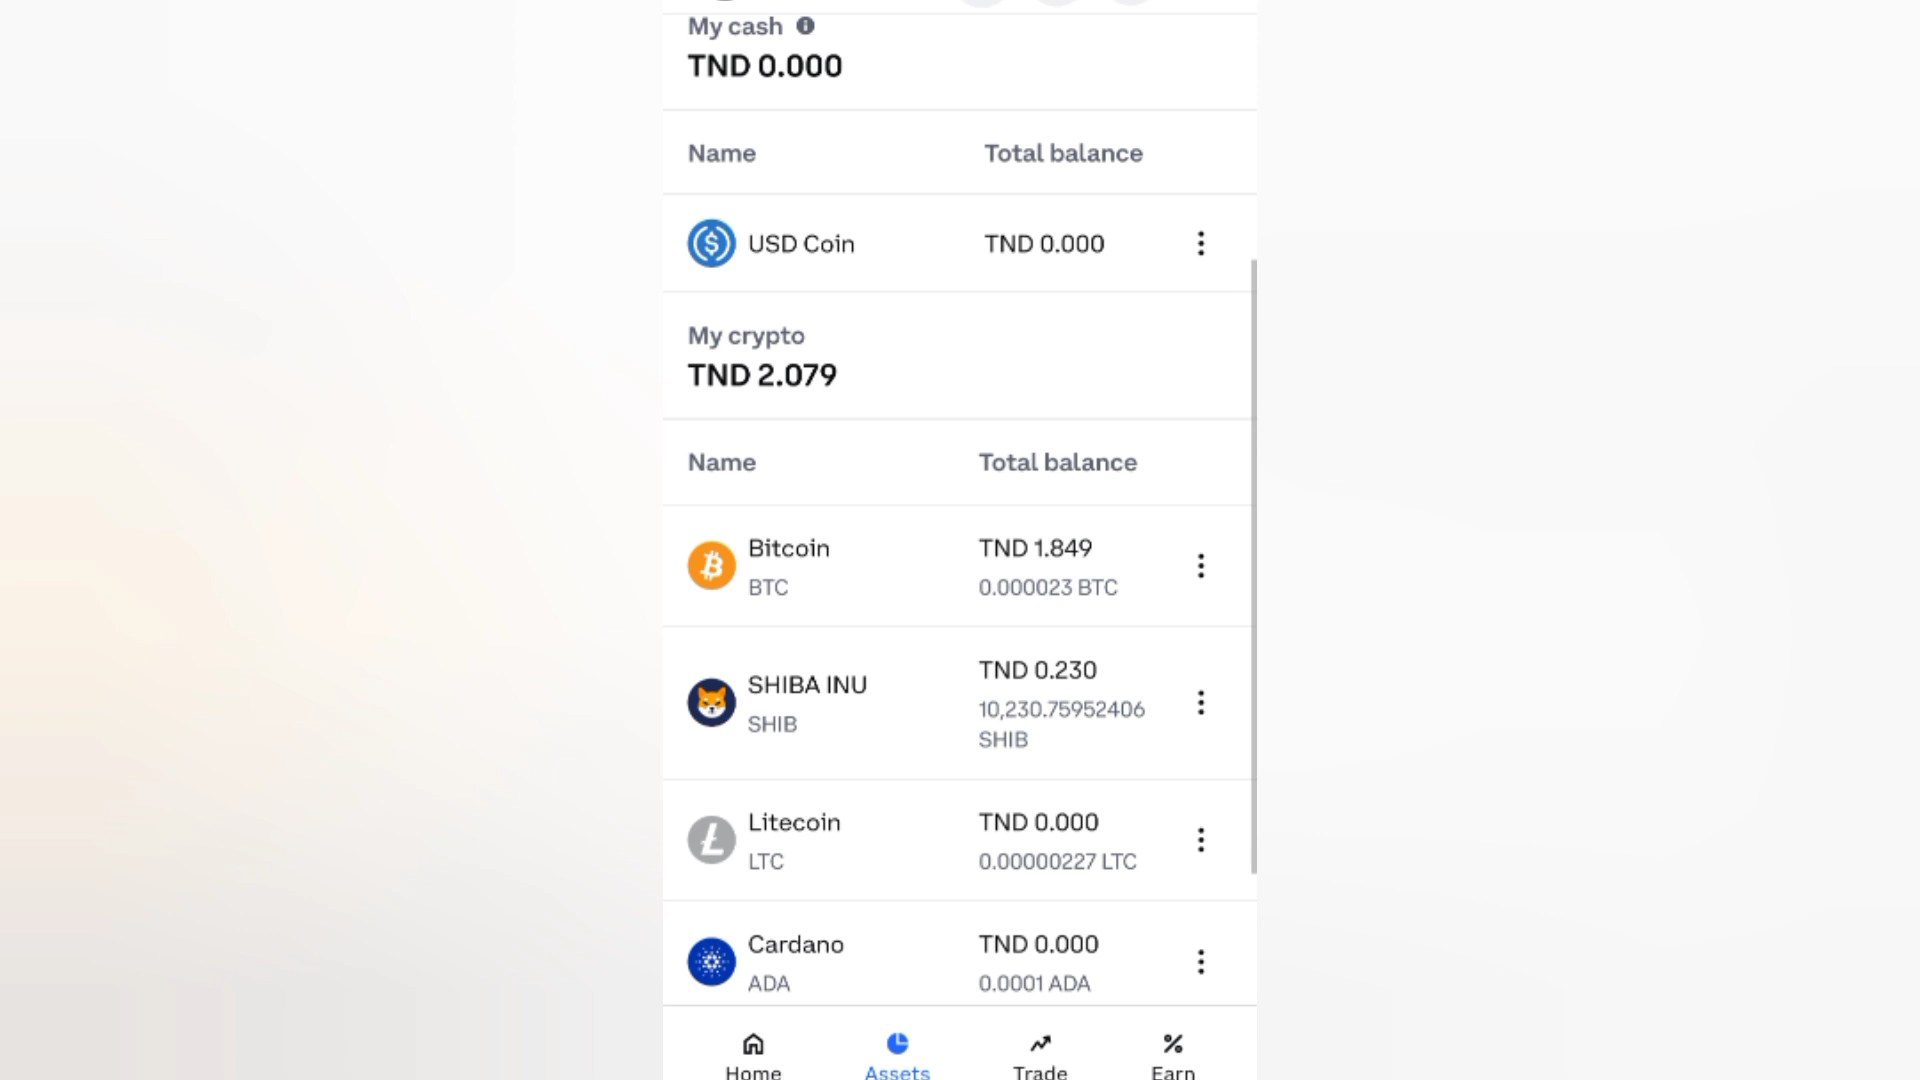 My cash
TND 0.000
Name Total balance
USD Coin TND 0.000
My crypto
TND 2.079
Name Total balance
Bitcoin TND 1.849
BTC 0.000023 BTC
SHIBA INU TND 0.230
SHIB 10,230.75952406
SHIB
Litecoin TND 0.000
LTC 0.00000227 LTC
Cardano TND 0.000
ADA 0.0001 ADA
Home Assets Trade Earn